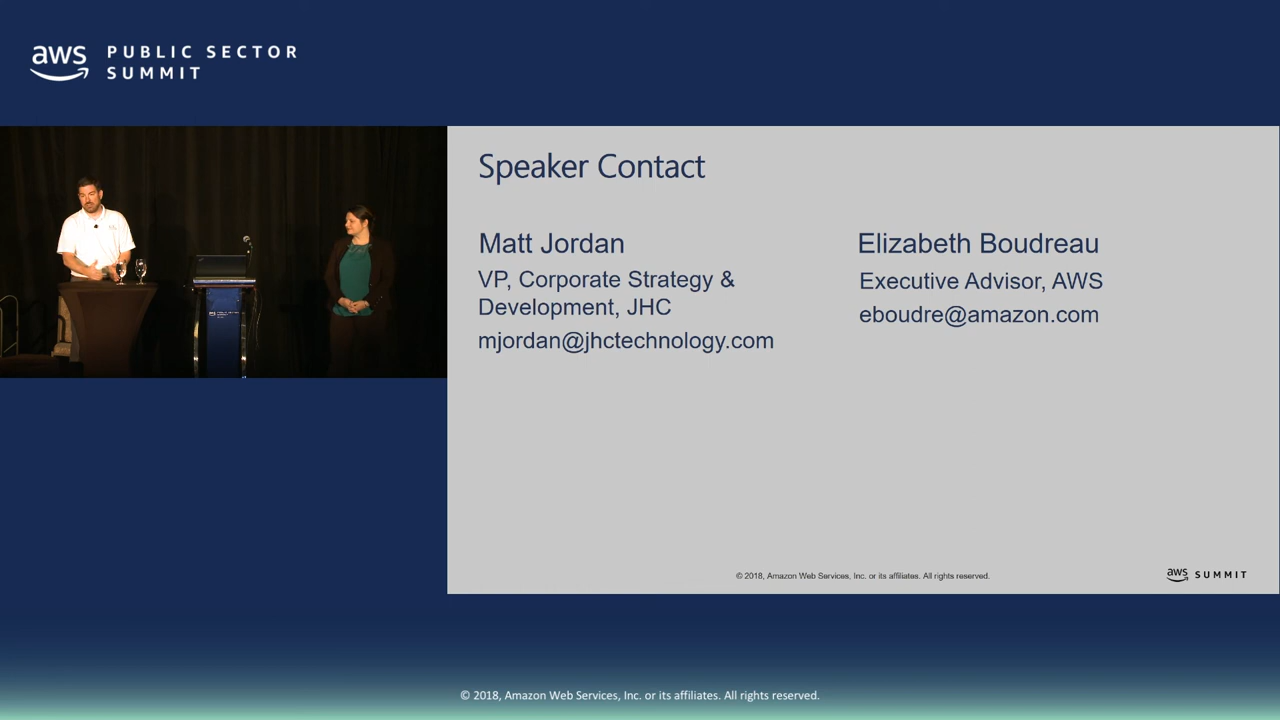 aws PUBLIC SECTOR
SUMMIT
Speaker Contact
Matt Jordan
VP, Corporate Strategy &
Development, JHC
mjordan@jhctechnology.com
Elizabeth Boudreau
Executive Advisor, AWS
eboudre@amazon.com
© 2018, Amazon Web Services, Inc. or its affiliates. All rights reserved.
aws SUMMIT
© 2018, Amazon Web Services, Inc. or its affiliates. All rights reserved.